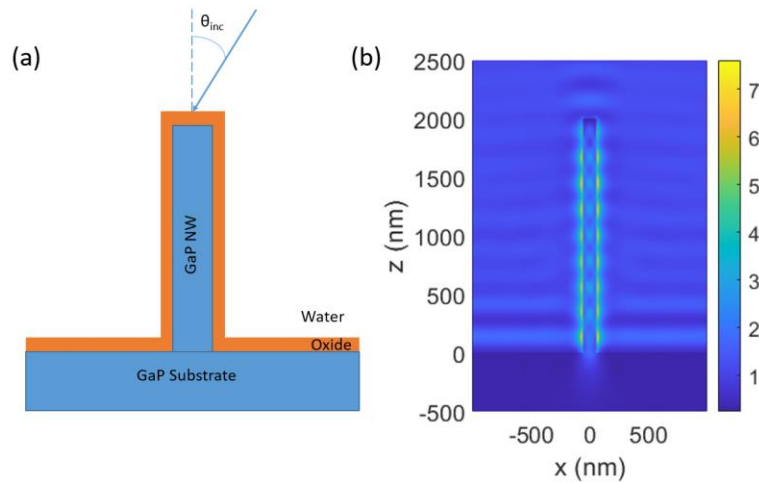 (a)
θinc
GaP NW
Water
Oxide
GaP Substrate
(b)
2500
2000
1500
1000
500
0
-500
z (nm)
-500 0 500
x (nm)
7
6
5
4
3
2
1